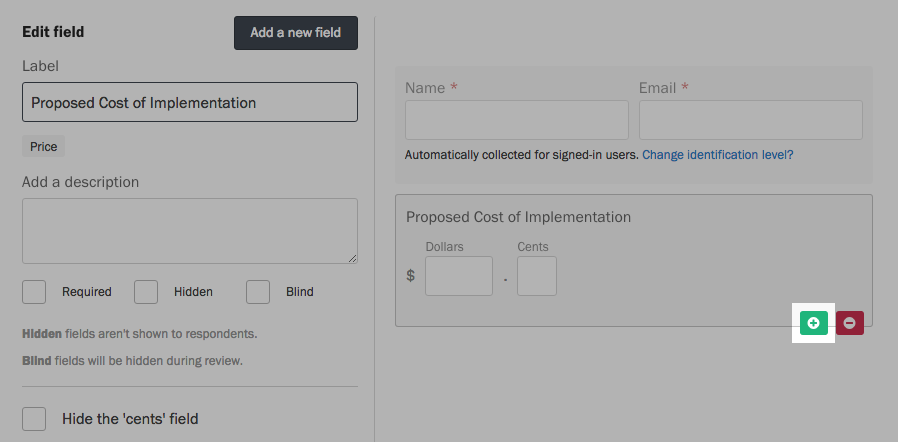 Edit field
Add a new field
Label
Proposed Cost of Implementation
Price
Add a description
Required
Hidden
Blind
Hidden fields aren't shown to respondents.
Blind fields will be hidden during review.
Hide the 'cents' field
Name *
Email *
Automatically collected for signed-in users. Change identification level?
Proposed Cost of Implementation
Dollars
Cents
$ .